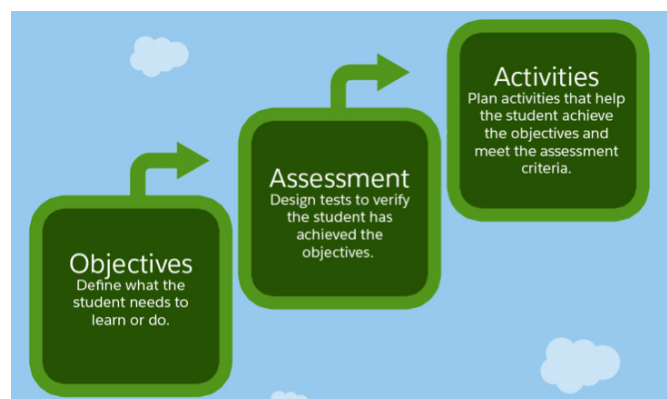 Objectives
Define what the
student needs to
learn or do.
Assessment
Design tests to verify
the student has
achieved the
objectives.
Activities
Plan activities that help
the student achieve
the objectives and
meet the assessment
criteria.